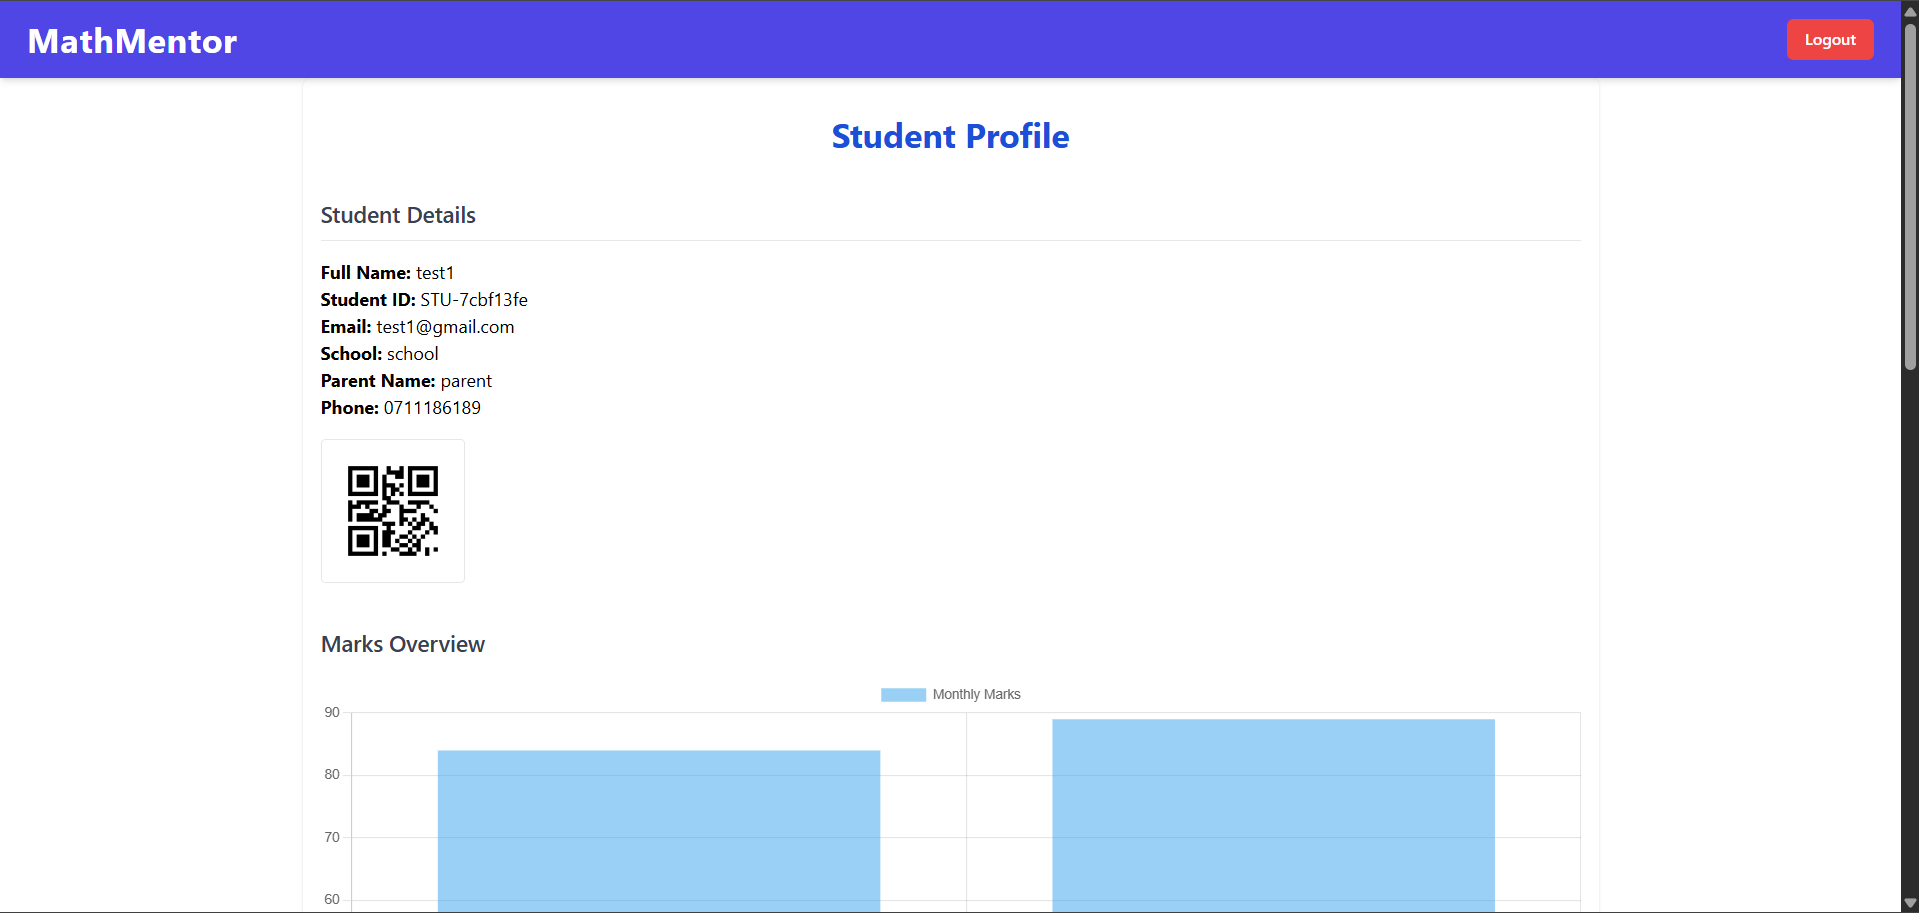 MathMentor
Logout
Student Profile
Student Details
Full Name: test1
Student ID: STU-7cbf13fe
Email: test1@gmail.com
School: school
Parent Name: parent
Phone: 0711186189
Marks Overview
Monthly Marks
90
80
70
60